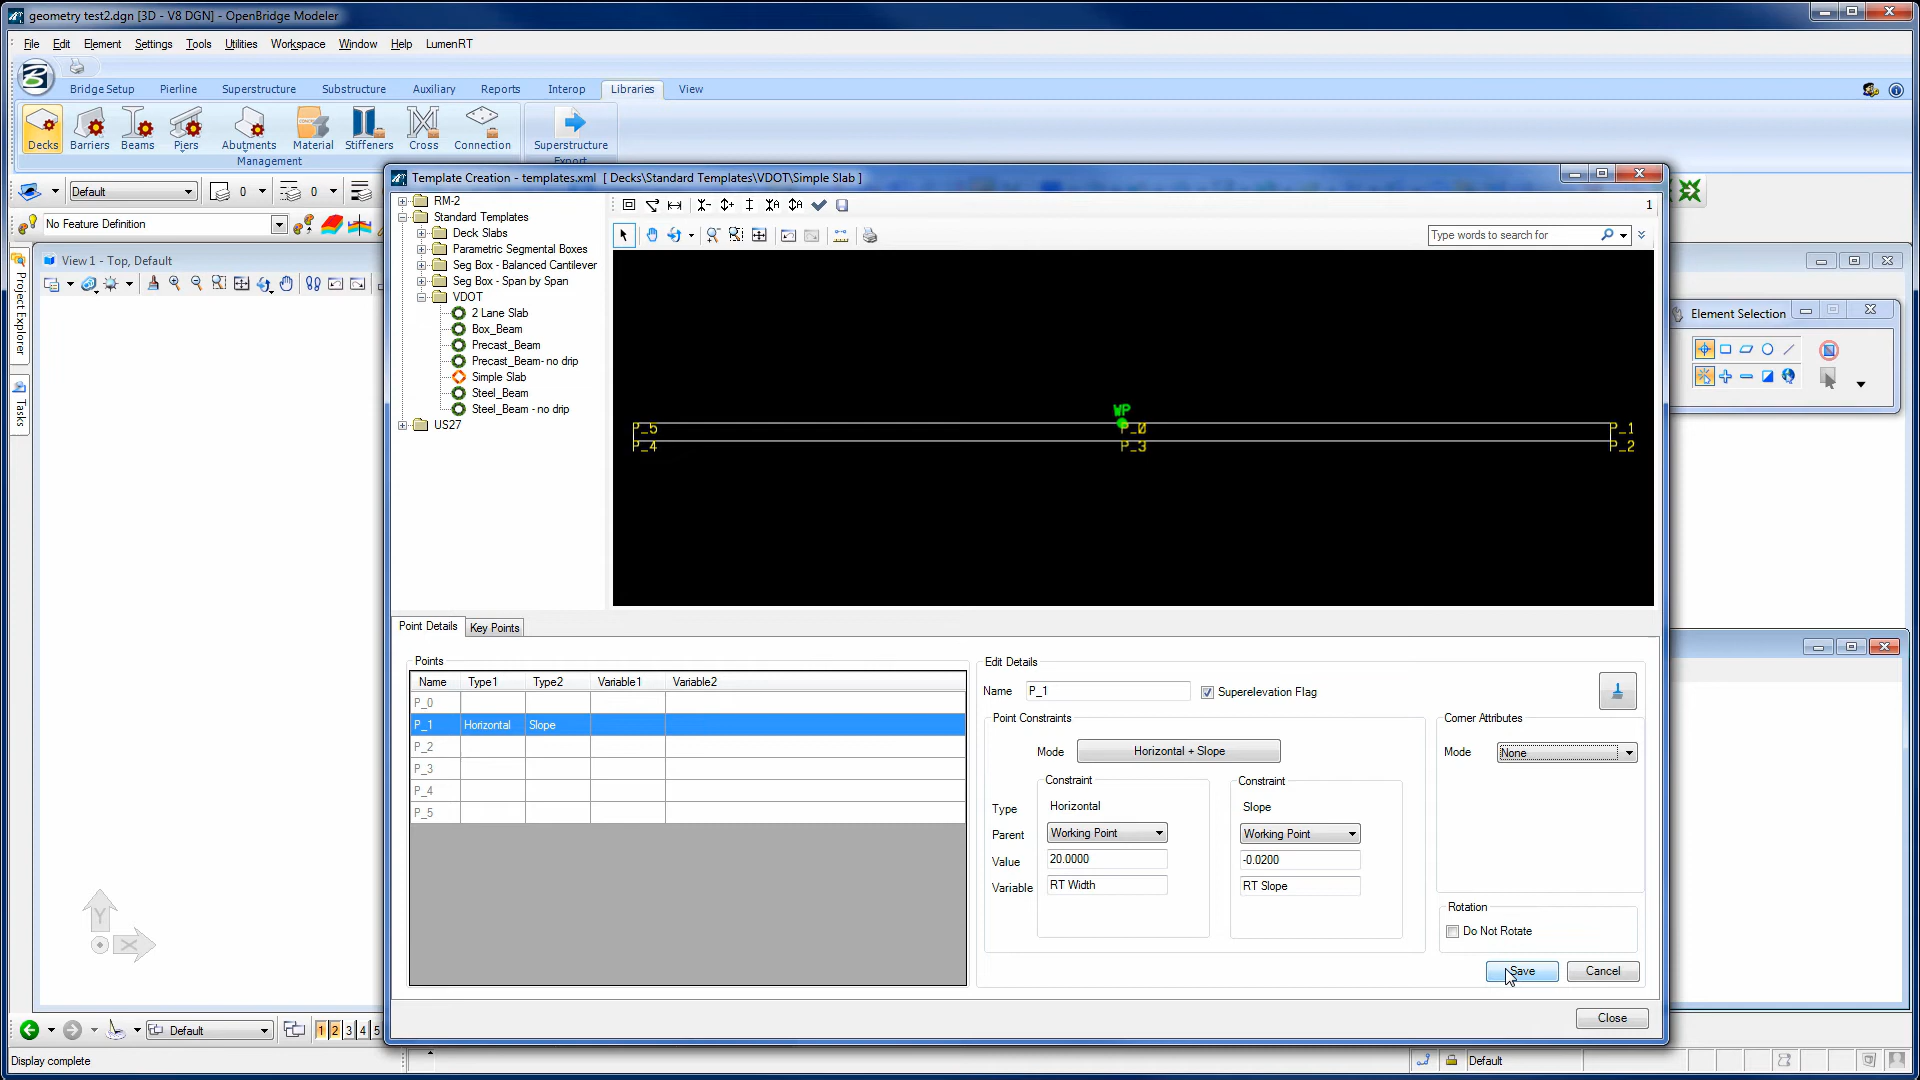 geometry test2.dgn [3D - V8 DGN] - OpenBridge Modeler
File Edit Element Settings Tools Utilities Workspace Window Help LumenRT
Bridge Setup Pierline Superstructure Substructure Auxiliary Reports Interop Libraries View
Decks Barriers Beams Piers Abutments Material Stiffeners Cross Connection Superstructure
Management Export
Default 0 0
No Feature Definition
View 1 - Top, Default
Project Explorer
Tasks
Template Creation - templates.xml [ Decks\Standard Templates\VDOT\Simple Slab ]
RM-2
Standard Templates
Deck Slabs
Parametric Segmental Boxes
Seg Box - Balanced Cantilever
Seg Box - Span by Span
VDOT
2 Lane Slab
Box_Beam
Precast_Beam
Precast_Beam- no drip
Simple Slab
Steel_Beam
Steel_Beam - no drip
US27
1
Type words to search for
WP
P_5 P_0 P_1
P_4 P_3 P_2
Element Selection
Point Details Key Points
Points
Name Type1 Type2 Variable1 Variable2
P_0
P_1 Horizontal Slope
P_2
P_3
P_4
P_5
Edit Details
Name P_1 Superelevation Flag
Point Constraints
Mode Horizontal + Slope
Constraint Constraint
Type Horizontal Slope
Parent Working Point Working Point
Value 20.0000 -0.0200
Variable RT Width RT Slope
Corner Attributes
Mode None
Rotation
Do Not Rotate
Save Cancel
Close
Y
X
Default 1 2 3 4 5
Display complete
Default